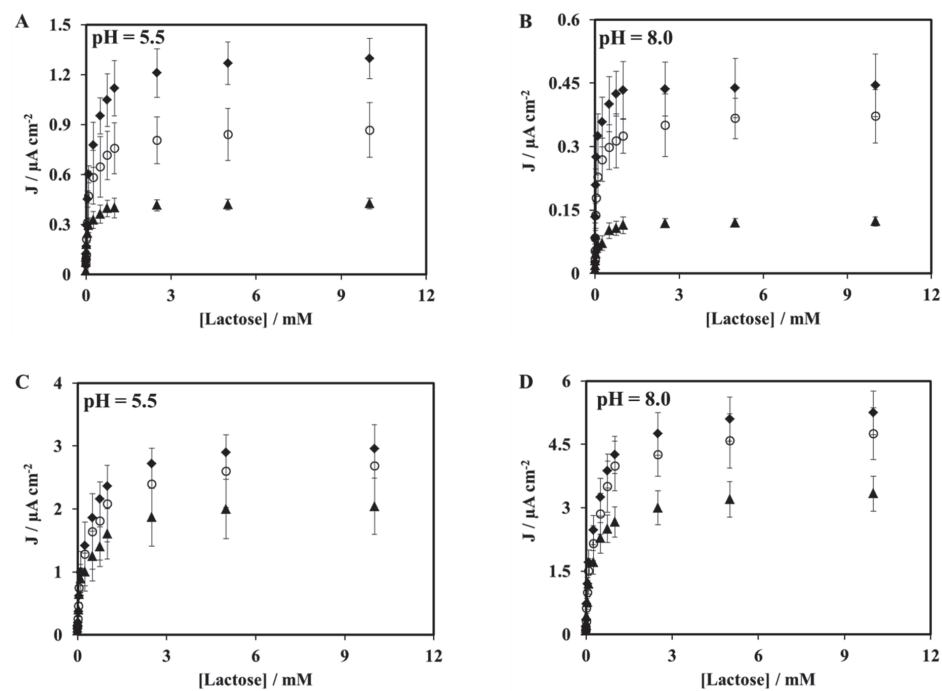 A
pH = 5.5
J / µA cm⁻²
1.5
1.2
0.9
0.6
0.3
0
0 3 6 9 12
[Lactose] / mM
B
pH = 8.0
J / µA cm⁻²
0.6
0.45
0.3
0.15
0
0 3 6 9 12
[Lactose] / mM
C
pH = 5.5
J / µA cm⁻²
4
3
2
1
0
0 3 6 9 12
[Lactose] / mM
D
pH = 8.0
J / µA cm⁻²
6
4.5
3
1.5
0
0 3 6 9 12
[Lactose] / mM